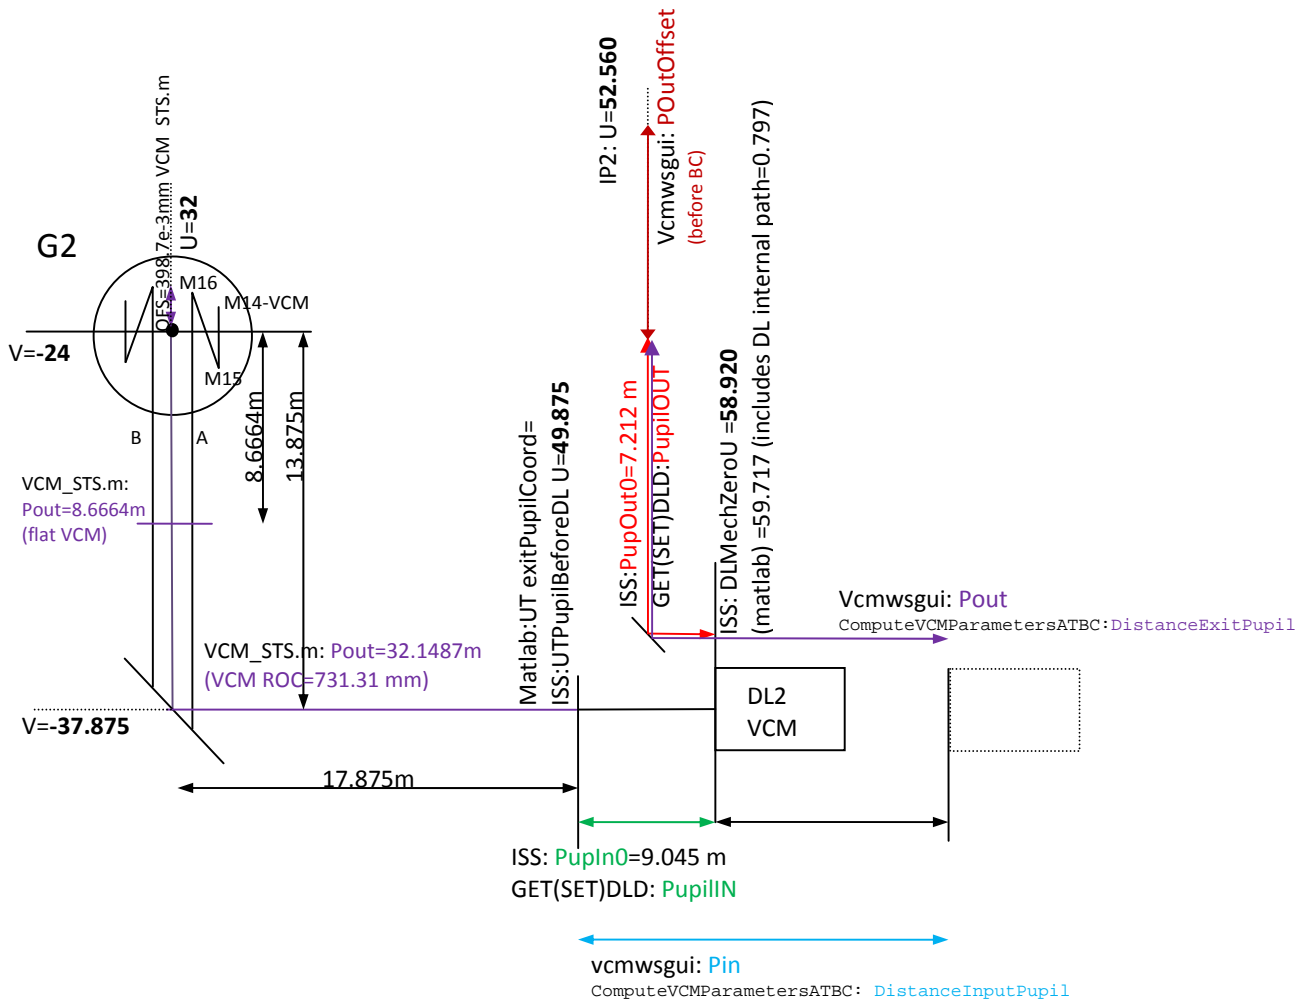 G2
OFS=398.7e-3mm VCM STS.m
U=32
M16
M14-VCM
M15
V=-24
B
A
8.6664m
13.875m
VCM_STS.m:
Pout=8.6664m
(flat VCM)
VCM_STS.m: Pout=32.1487m
(VCM ROC=731.31 mm)
V=-37.875
17.875m
Matlab:UT exitPupilCoord=
ISS:UTPupilBeforeDL U=49.875
IP2: U=52.560
Vcmwsgui: POutOffset
(before BC)
ISS:PupOut0=7.212 m
GET(SET)DLD:PupilOUT
ISS: DLMechZeroU =58.920
(matlab) =59.717 (includes DL internal path=0.797)
Vcmwsgui: Pout
ComputeVCMParametersATBC:DistanceExitPupil
DL2
VCM
ISS: PupIn0=9.045 m
GET(SET)DLD: PupilIN
vcmwsgui: Pin
ComputeVCMParametersATBC: DistanceInputPupil